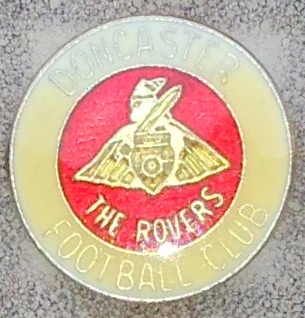 DONCASTER
THE ROVERS
FOOTBALL CLUB